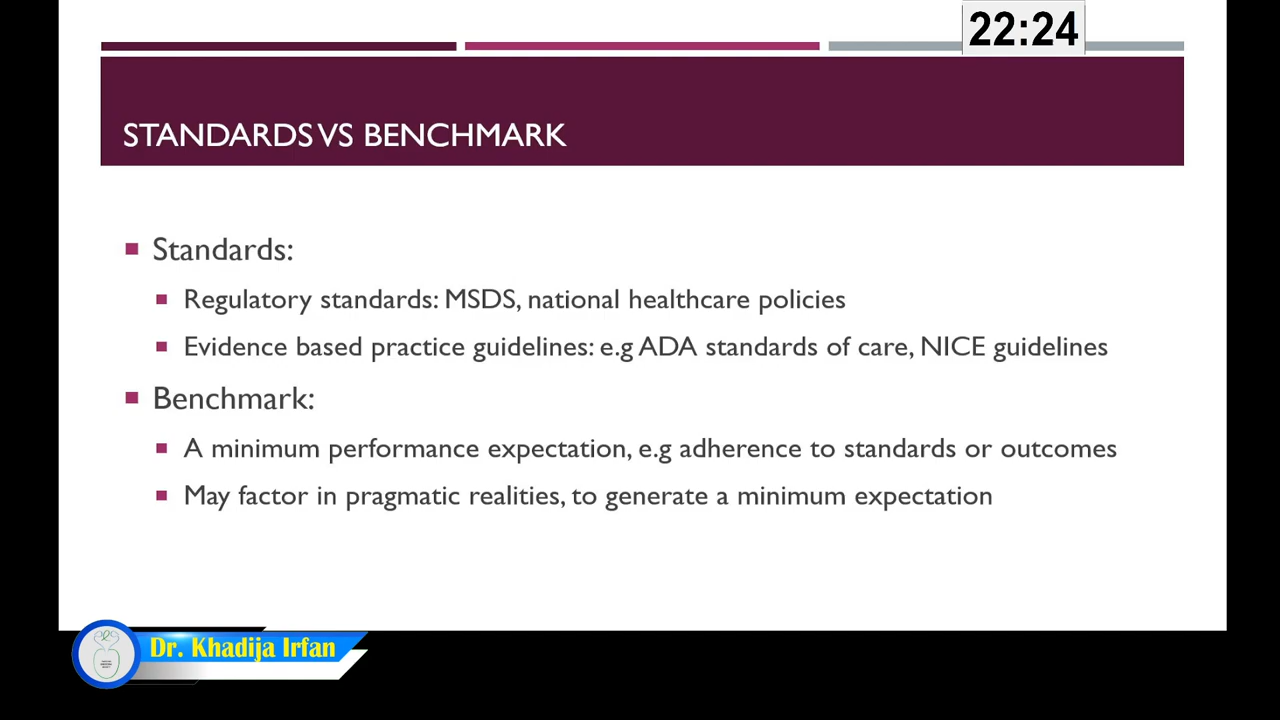 22:24
STANDARDS VS BENCHMARK
Standards:
Regulatory standards: MSDS, national healthcare policies
Evidence based practice guidelines: e.g ADA standards of care, NICE guidelines
Benchmark:
A minimum performance expectation, e.g adherence to standards or outcomes
May factor in pragmatic realities, to generate a minimum expectation
Dr. Khadija Irfan